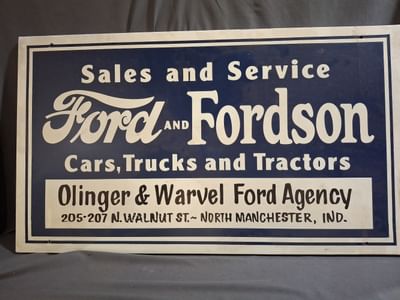 Sales and Service
Ford AND Fordson
Cars, Trucks and Tractors
Olinger & Warvel Ford Agency
205-207 N. WALNUT ST.~ NORTH MANCHESTER, IND.